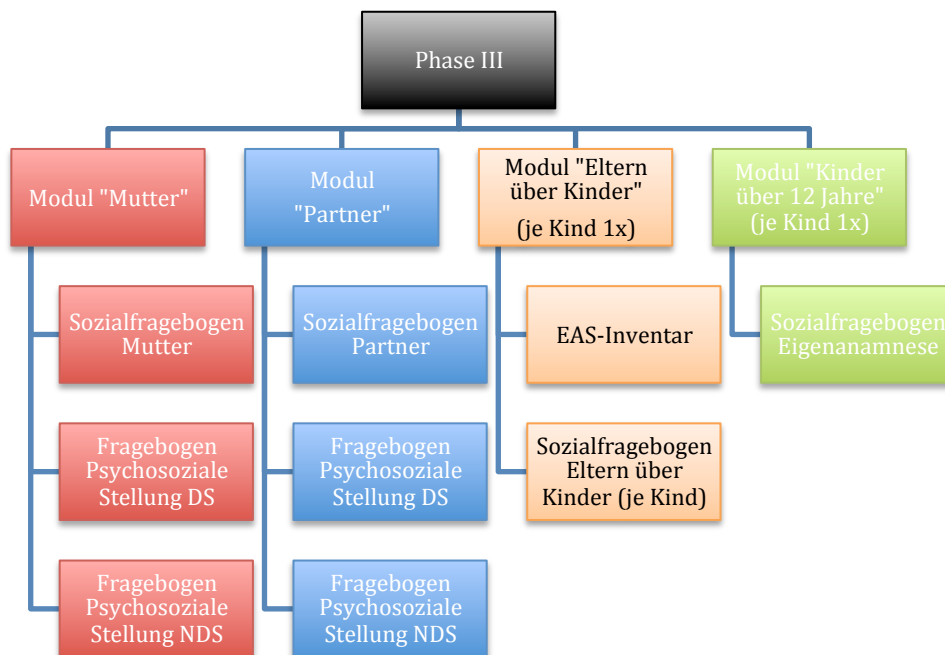 Phase III
Modul "Mutter"
Modul
"Partner"
Modul "Eltern
über Kinder"
(je Kind 1x)
Modul "Kinder
über 12 Jahre"
(je Kind 1x)
Sozialfragebogen
Mutter
Sozialfragebogen
Partner
EAS-Inventar
Sozialfragebogen
Eigenanamnese
Fragebogen
Psychosoziale
Stellung DS
Fragebogen
Psychosoziale
Stellung DS
Sozialfragebogen
Eltern über
Kinder (je Kind)
Fragebogen
Psychosoziale
Stellung NDS
Fragebogen
Psychosoziale
Stellung NDS